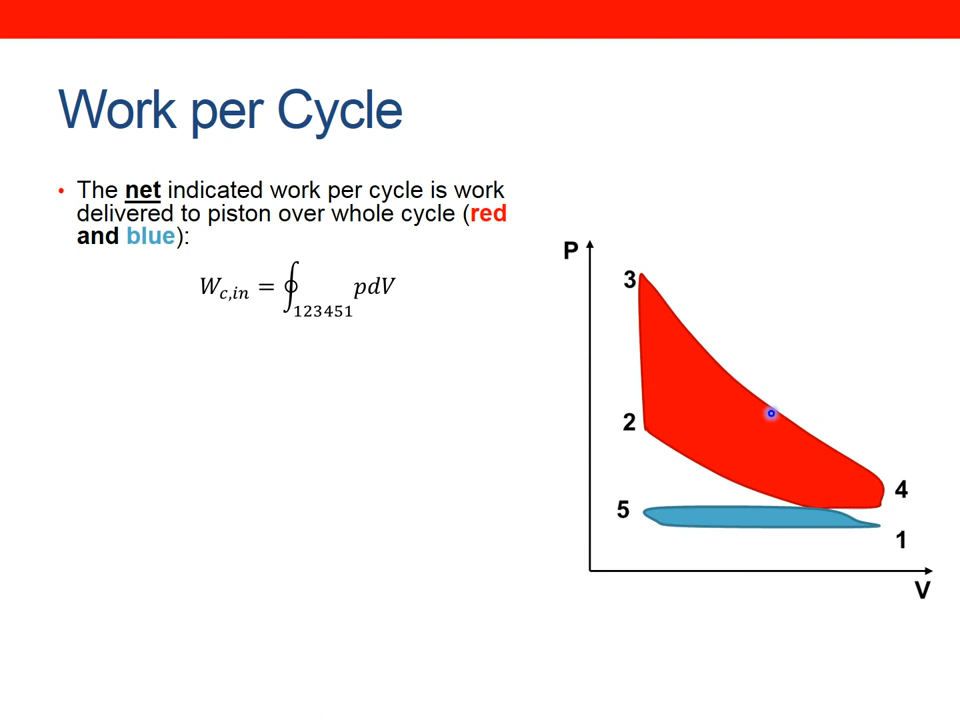 Work per Cycle
• The net indicated work per cycle is work
delivered to piston over whole cycle (red
and blue):
W_{c,in} = ∮_{123451} pdV
P
3
2
4
5
1
V